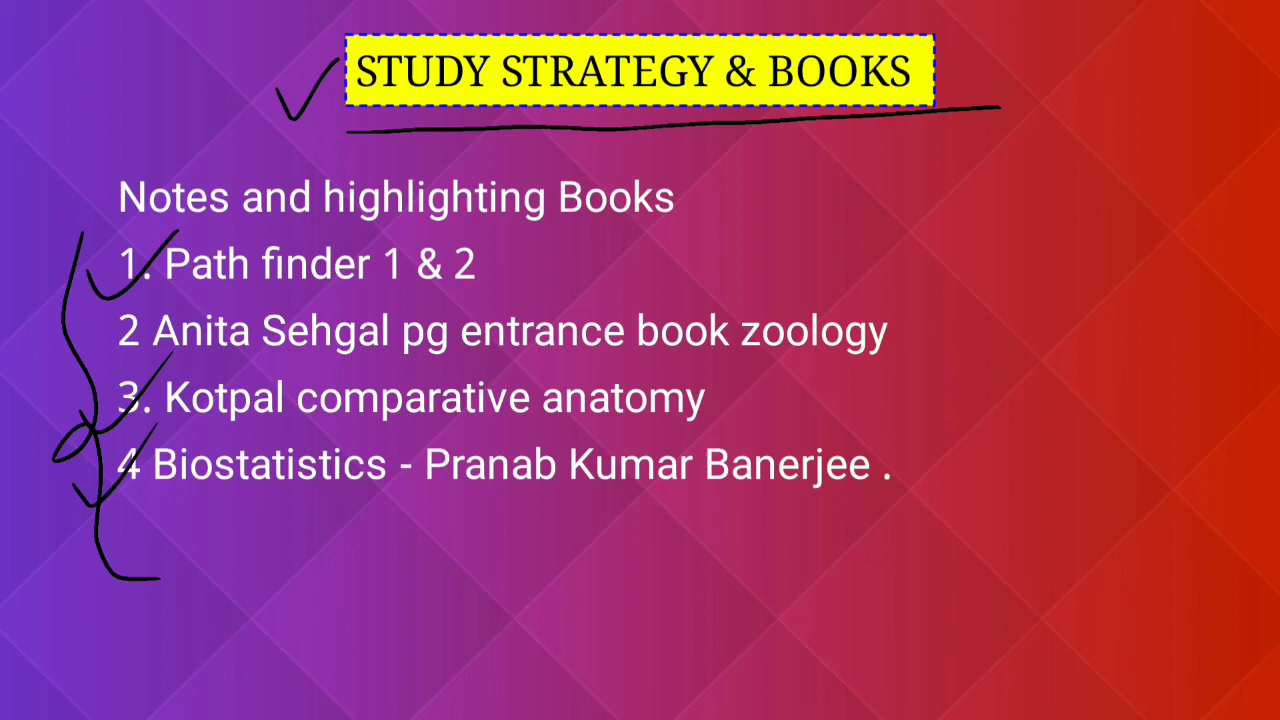 STUDY STRATEGY & BOOKS
Notes and highlighting Books
1. Path finder 1 & 2
2 Anita Sehgal pg entrance book zoology
3. Kotpal comparative anatomy
4 Biostatistics - Pranab Kumar Banerjee .